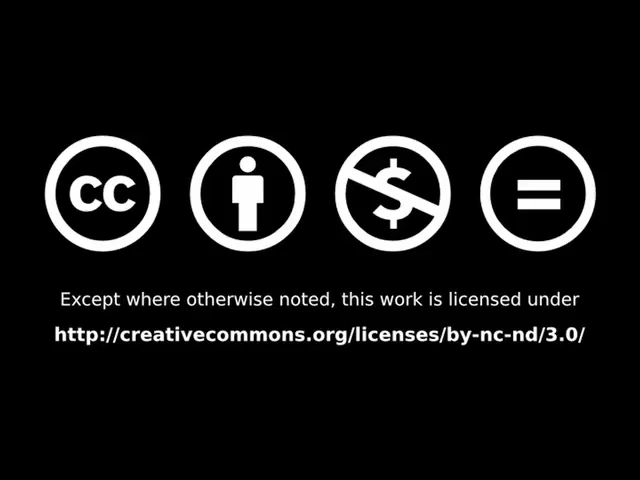 cc
$
=
Except where otherwise noted, this work is licensed under
http://creativecommons.org/licenses/by-nc-nd/3.0/